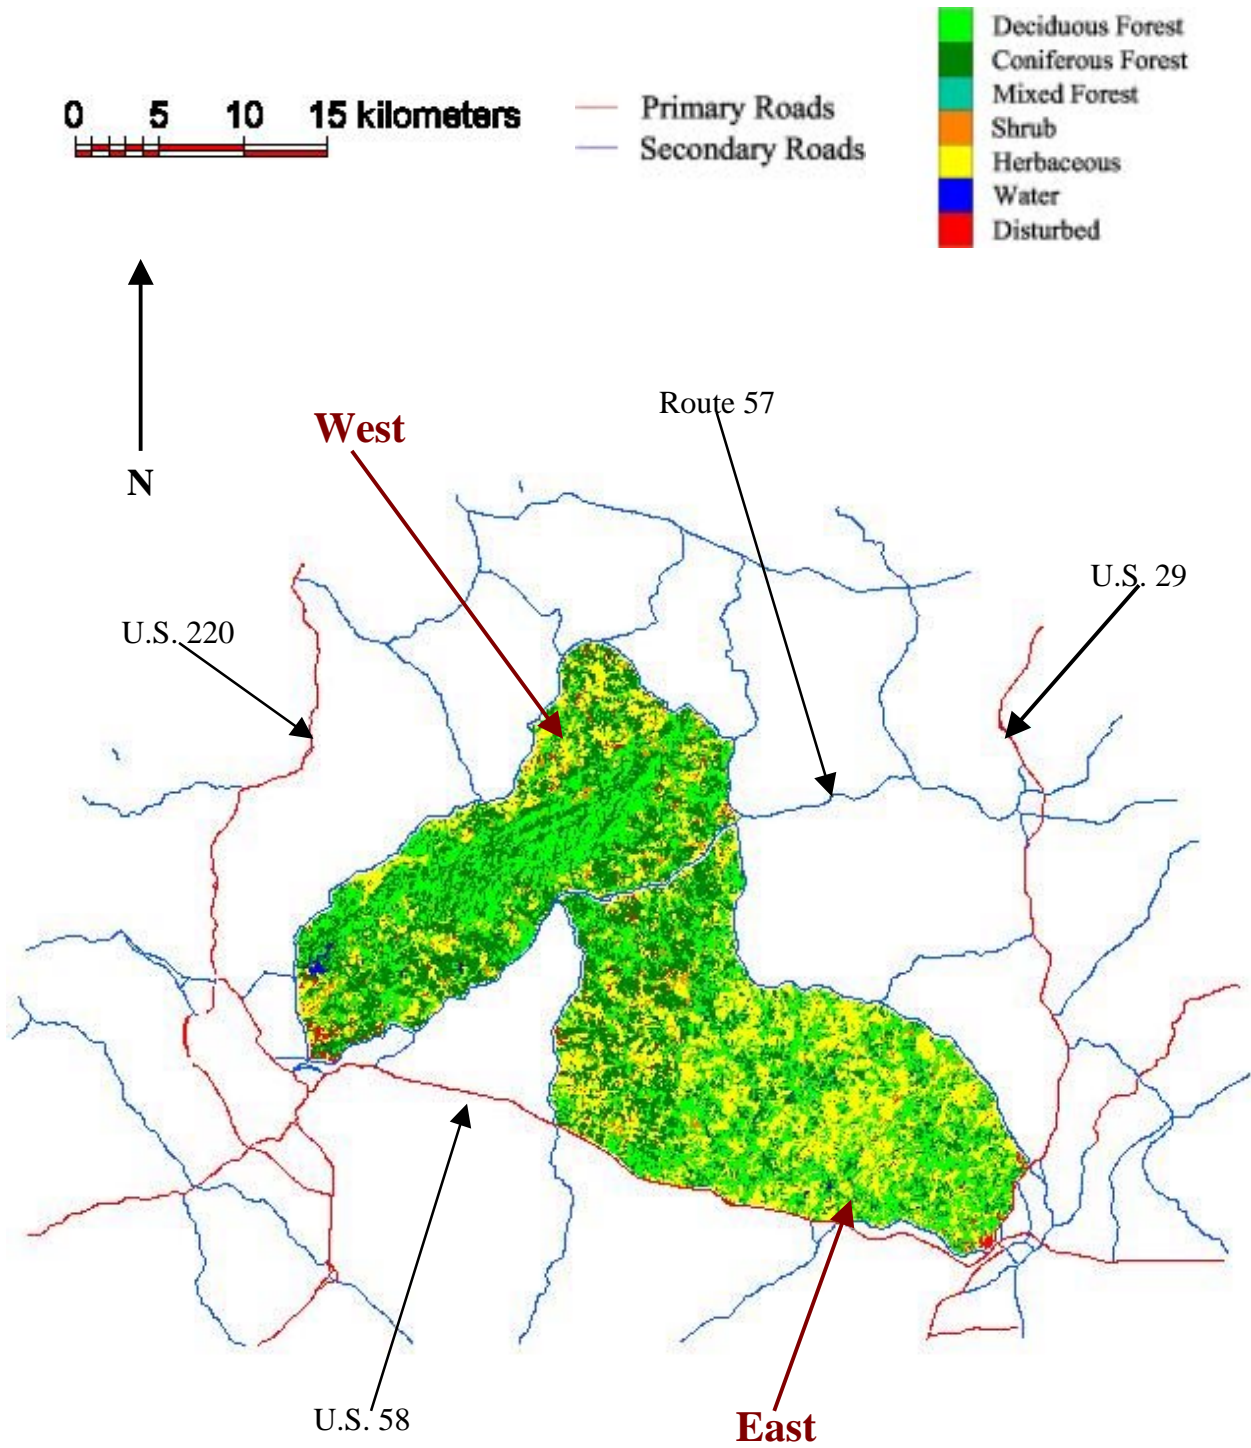 Deciduous Forest
Coniferous Forest
Mixed Forest
Shrub
Herbaceous
Water
Disturbed
0 5 10 15 kilometers
Primary Roads
Secondary Roads
N
West
Route 57
U.S. 29
U.S. 220
U.S. 58
East